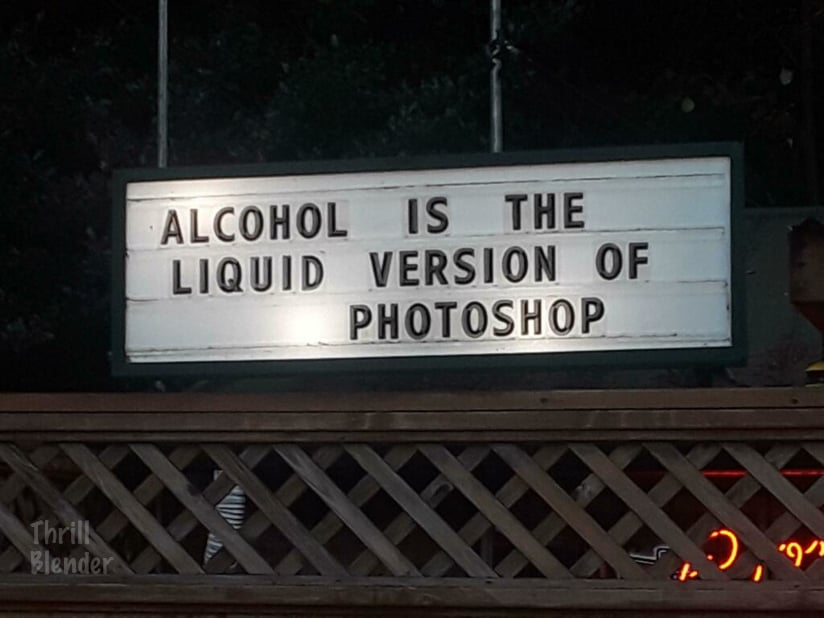 ALCOHOL IS THE
LIQUID VERSION OF
PHOTOSHOP
Thrill
Blender